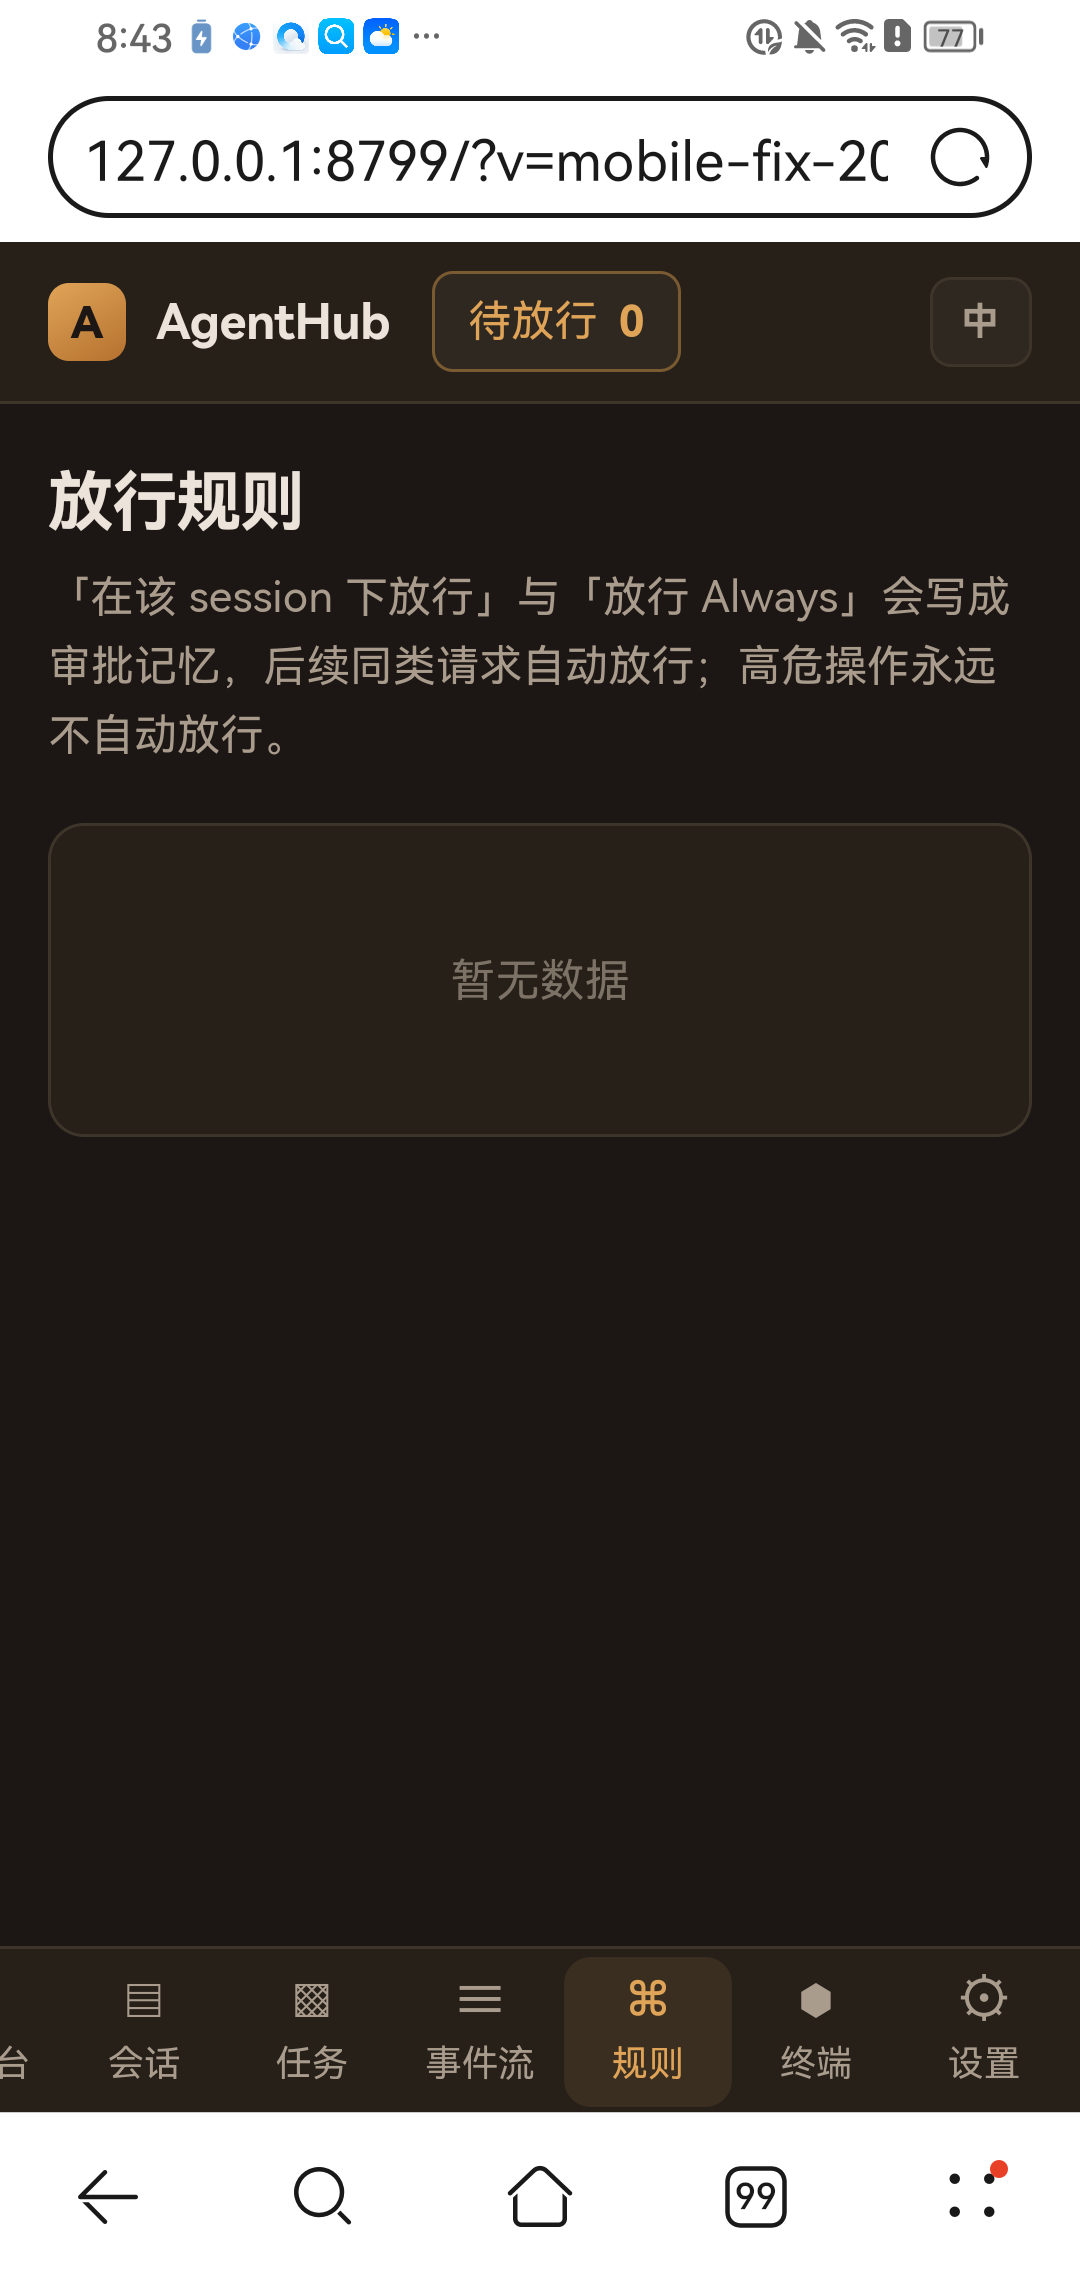 8:43
77
127.0.0.1:8799/?v=mobile-fix-20
A AgentHub 待放行 0 中
放行规则
「在该 session 下放行」与「放行 Always」会写成
审批记忆，后续同类请求自动放行；高危操作永远
不自动放行。
暂无数据
台 会话 任务 事件流 规则 终端 设置
99